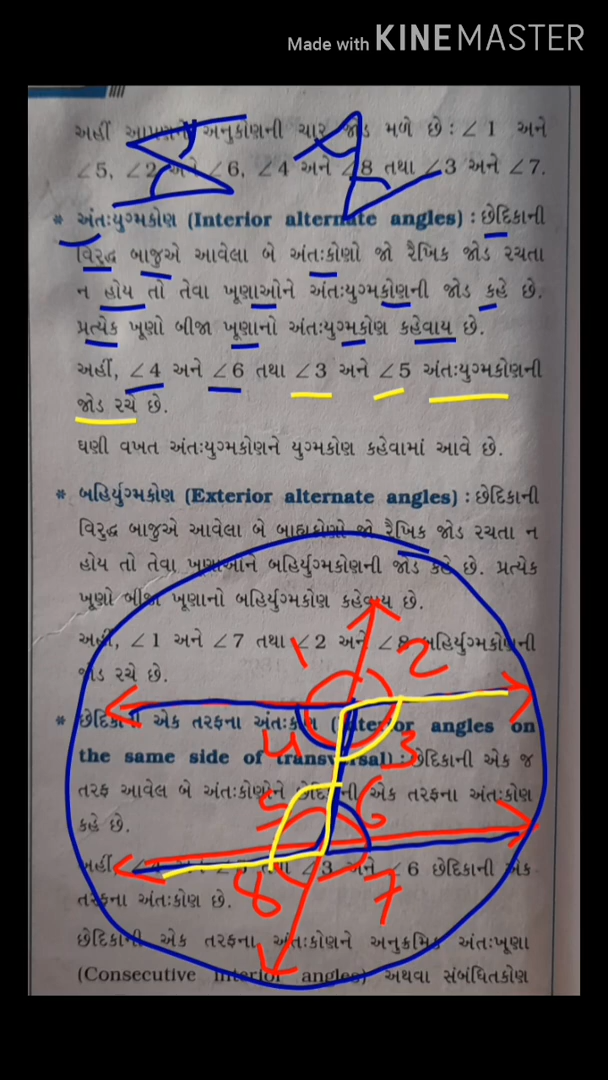 Made with KINEMASTER
અહીં આપણને અનુકોણની ચાર જોડ મળે છે : ∠1 અને
∠5, ∠2 અને ∠6, ∠4 અને ∠8 તથા ∠3 અને ∠7.
* અંતઃયુગ્મકોણ (Interior alternate angles) : છેદિકાની
વિરુદ્ધ બાજુએ આવેલા બે અંતઃકોણો જો રૈખિક જોડ રચતા
ન હોય તો તેવા ખૂણાઓને અંતઃયુગ્મકોણની જોડ કહે છે.
પ્રત્યેક ખૂણો બીજા ખૂણાનો અંતઃયુગ્મકોણ કહેવાય છે.
અહીં, ∠4 અને ∠6 તથા ∠3 અને ∠5 અંતઃયુગ્મકોણની
જોડ રચે છે.
ઘણી વખત અંતઃયુગ્મકોણને યુગ્મકોણ કહેવામાં આવે છે.
* બહિર્યુગ્મકોણ (Exterior alternate angles) : છેદિકાની
વિરુદ્ધ બાજુએ આવેલા બે બાહ્યકોણો જો રૈખિક જોડ રચતા ન
હોય તો તેવા ખૂણાઓને બહિર્યુગ્મકોણની જોડ કહે છે. પ્રત્યેક
ખૂણો બીજા ખૂણાનો બહિર્યુગ્મકોણ કહેવાય છે.
અહીં, ∠1 અને ∠7 તથા ∠2 અને ∠8 બહિર્યુગ્મકોણની
જોડ રચે છે.
1 2
* છેદિકાની એક તરફના અંતઃકોણ (Interior angles on
4 3
the same side of transversal) : છેદિકાની એક જ
તરફ આવેલ બે અંતઃકોણોને છેદિકાની એક તરફના અંતઃકોણ
5 6
કહે છે.
અહીં, ∠4 અને ∠5 તથા ∠3 અને ∠6 છેદિકાની એક
8 7
તરફના અંતઃકોણ છે.
છેદિકાની એક તરફના અંતઃકોણને અનુક્રમિક અંતઃખૂણા
(Consecutive interior angles) અથવા સંબંધિતકોણ